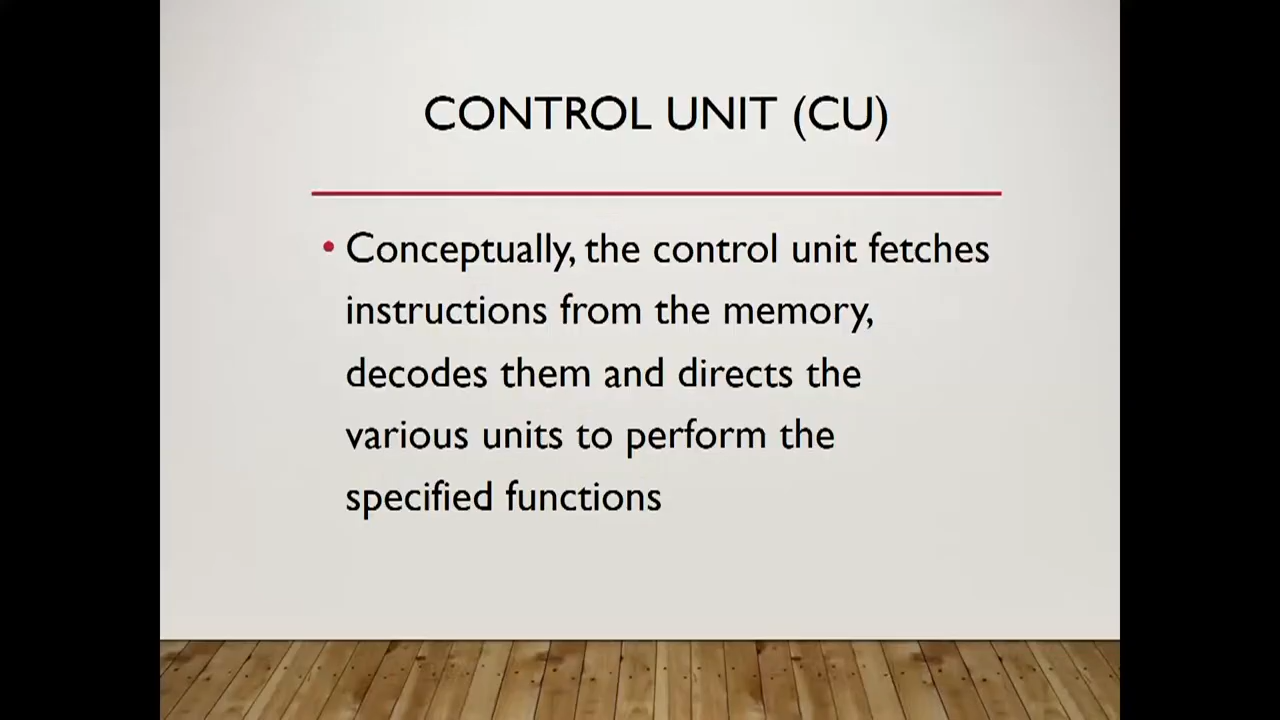 CONTROL UNIT (CU)
• Conceptually, the control unit fetches
instructions from the memory,
decodes them and directs the
various units to perform the
specified functions